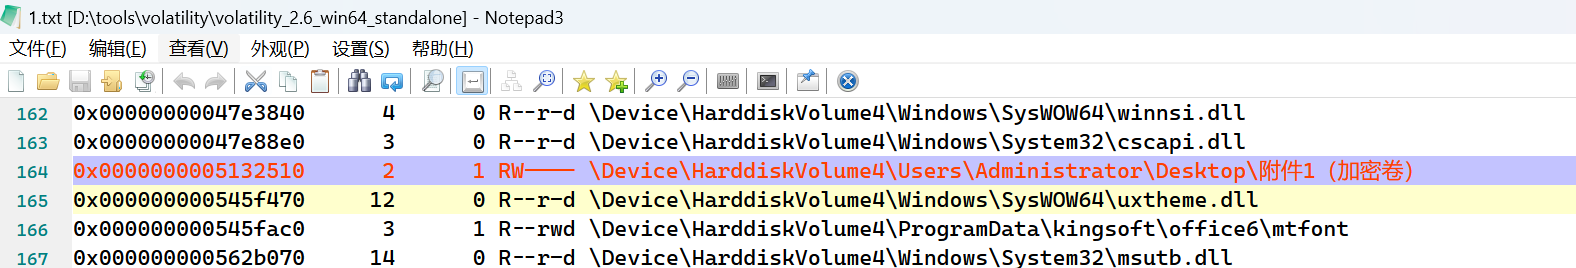 1.txt [D:\tools\volatility\volatility_2.6_win64_standalone] - Notepad3
文件(F) 编辑(E) 查看(V) 外观(P) 设置(S) 帮助(H)
162 0x00000000047e3840 4 0 R--r-d \Device\HarddiskVolume4\Windows\SysWOW64\winnsi.dll
163 0x00000000047e88e0 3 0 R--r-d \Device\HarddiskVolume4\Windows\System32\cscapi.dll
164 0x0000000005132510 2 1 RW---- \Device\HarddiskVolume4\Users\Administrator\Desktop\附件1（加密卷）
165 0x000000000545f470 12 0 R--r-d \Device\HarddiskVolume4\Windows\SysWOW64\uxtheme.dll
166 0x000000000545fac0 3 1 R--rwd \Device\HarddiskVolume4\ProgramData\kingsoft\office6\mtfont
167 0x000000000562b070 14 0 R--r-d \Device\HarddiskVolume4\Windows\System32\msutb.dll